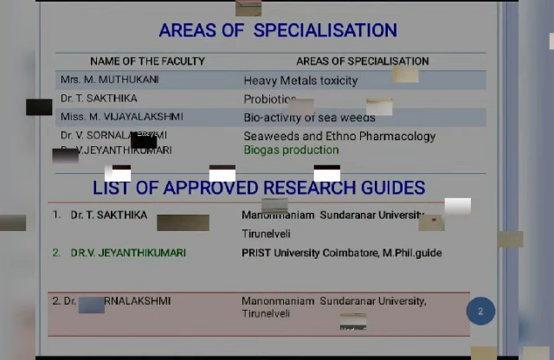 AREAS OF SPECIALISATION
NAME OF THE FACULTY AREAS OF SPECIALISATION
Mrs. M. MUTHUKANI Heavy Metals toxicity
Dr. T. SAKTHIKA Probiotics
Miss. M. VIJAYALAKSHMI Bio-activity of sea weeds
Dr. V. Seaweeds and Ethno Pharmacology
V.JEYANTHIKUMARI Biogas production
LIST OF APPROVED RESEARCH GUIDES
1. Dr. T. SAKTHIKA Manonmaniam Sundaranar University,
Tirunelveli
2. DR.V. JEYANTHIKUMARI PRIST University Coimbatore, M.Phil.guide
2. Dr. Manonmaniam Sundaranar University,
Tirunelveli
2